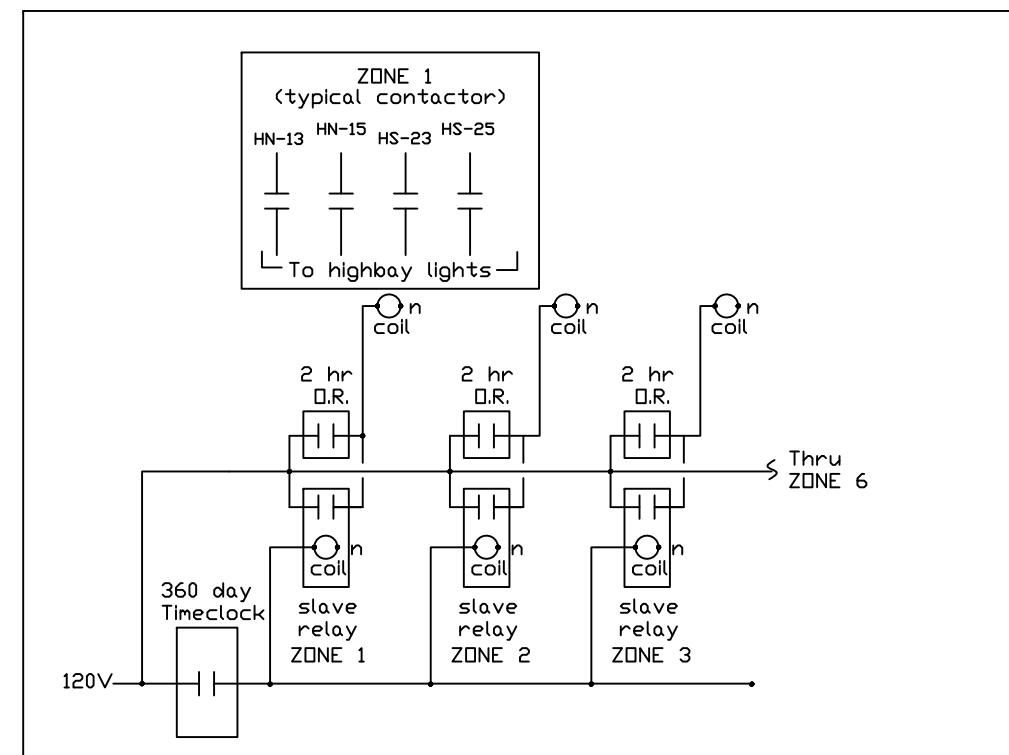 ZONE 1
(typical contactor)
HN-13 HN-15 HS-23 HS-25
To highbay lights
n n n
coil coil coil
2 hr 2 hr 2 hr
O.R. O.R. O.R.
Thru
ZONE 6
n n n
coil coil coil
360 day
Timeclock
slave slave slave
relay relay relay
ZONE 1 ZONE 2 ZONE 3
120V